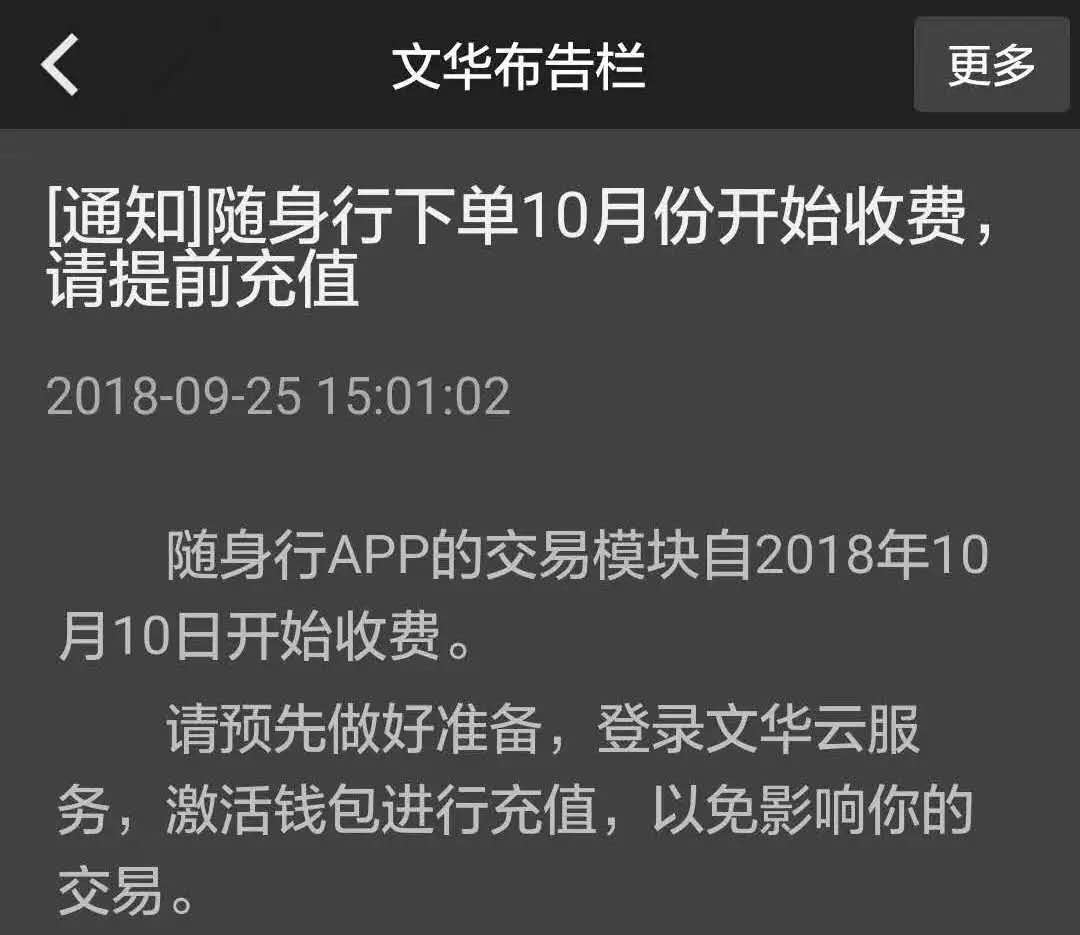 文华布告栏
更多
[通知]随身行下单10月份开始收费，
请提前充值
2018-09-25 15:01:02
随身行APP的交易模块自2018年10
月10日开始收费。
请预先做好准备，登录文华云服
务，激活钱包进行充值，以免影响你的
交易。